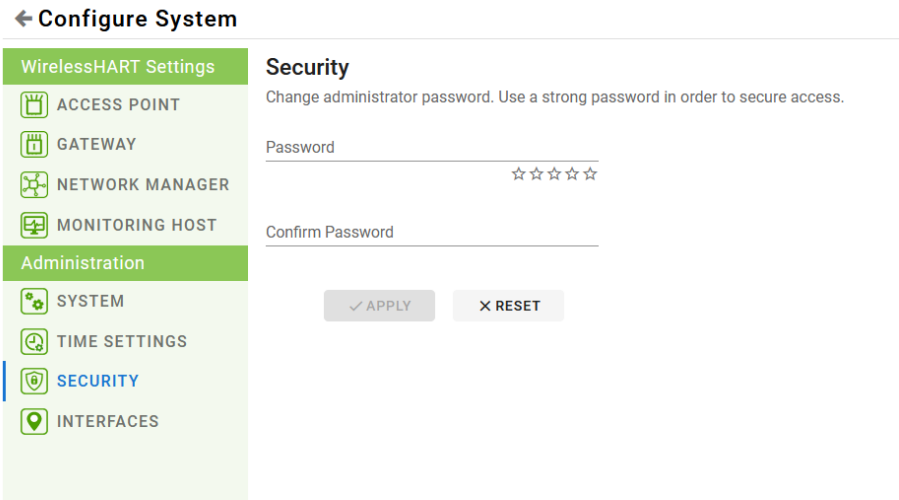 Configure System
WirelessHART Settings
ACCESS POINT
GATEWAY
NETWORK MANAGER
MONITORING HOST
Administration
SYSTEM
TIME SETTINGS
SECURITY
INTERFACES
Security
Change administrator password. Use a strong password in order to secure access.
Password
Confirm Password
APPLY
RESET